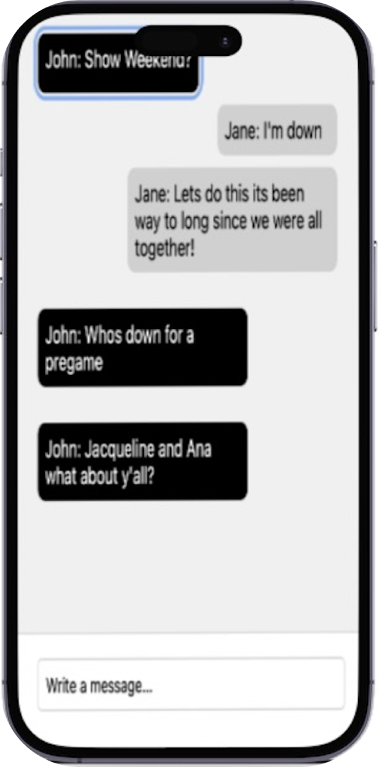 John: Show Weekend?
Jane: I'm down
Jane: Lets do this its been
way to long since we were all
together!
John: Whos down for a
pregame
John: Jacqueline and Ana
what about y'all?
Write a message...